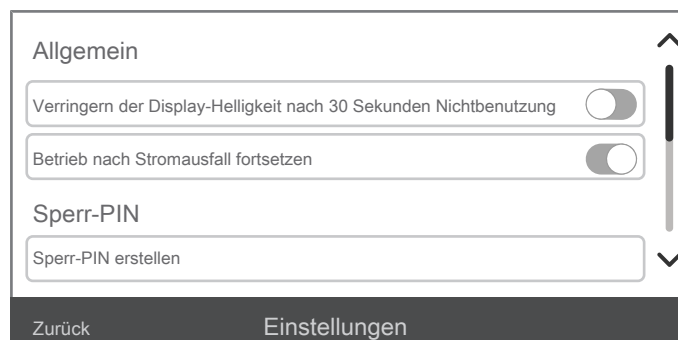 Allgemein
Verringern der Display-Helligkeit nach 30 Sekunden Nichtbenutzung
Betrieb nach Stromausfall fortsetzen
Sperr-PIN
Sperr-PIN erstellen
Zurück Einstellungen